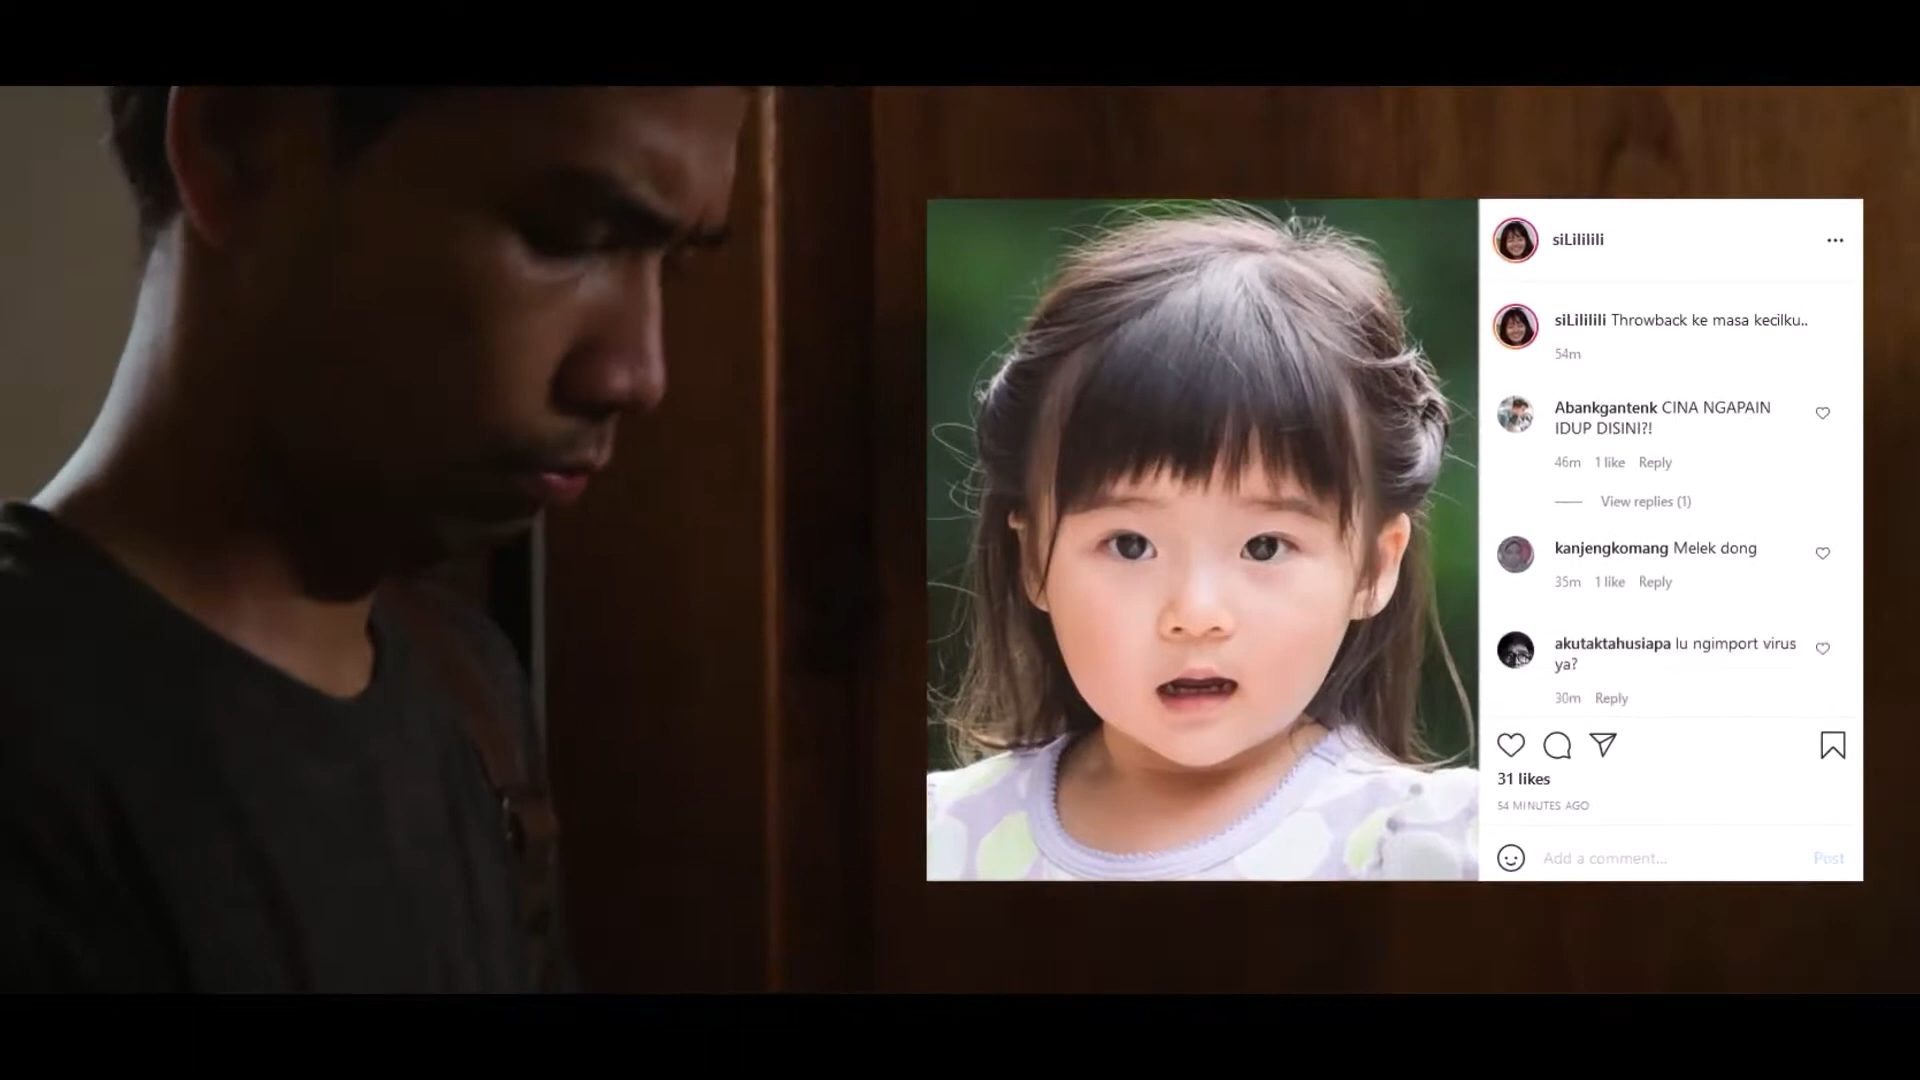 siLilililili
siLilililili Throwback ke masa kecilku..
54m
Abankgantenk CINA NGAPAIN
IDUP DISINI?!
46m 1 like Reply
View replies (1)
kanjengkomang Melek dong
35m 1 like Reply
akutaktahusiapa lu ngimport virus
ya?
30m Reply
31 likes
54 MINUTES AGO
Add a comment... Post